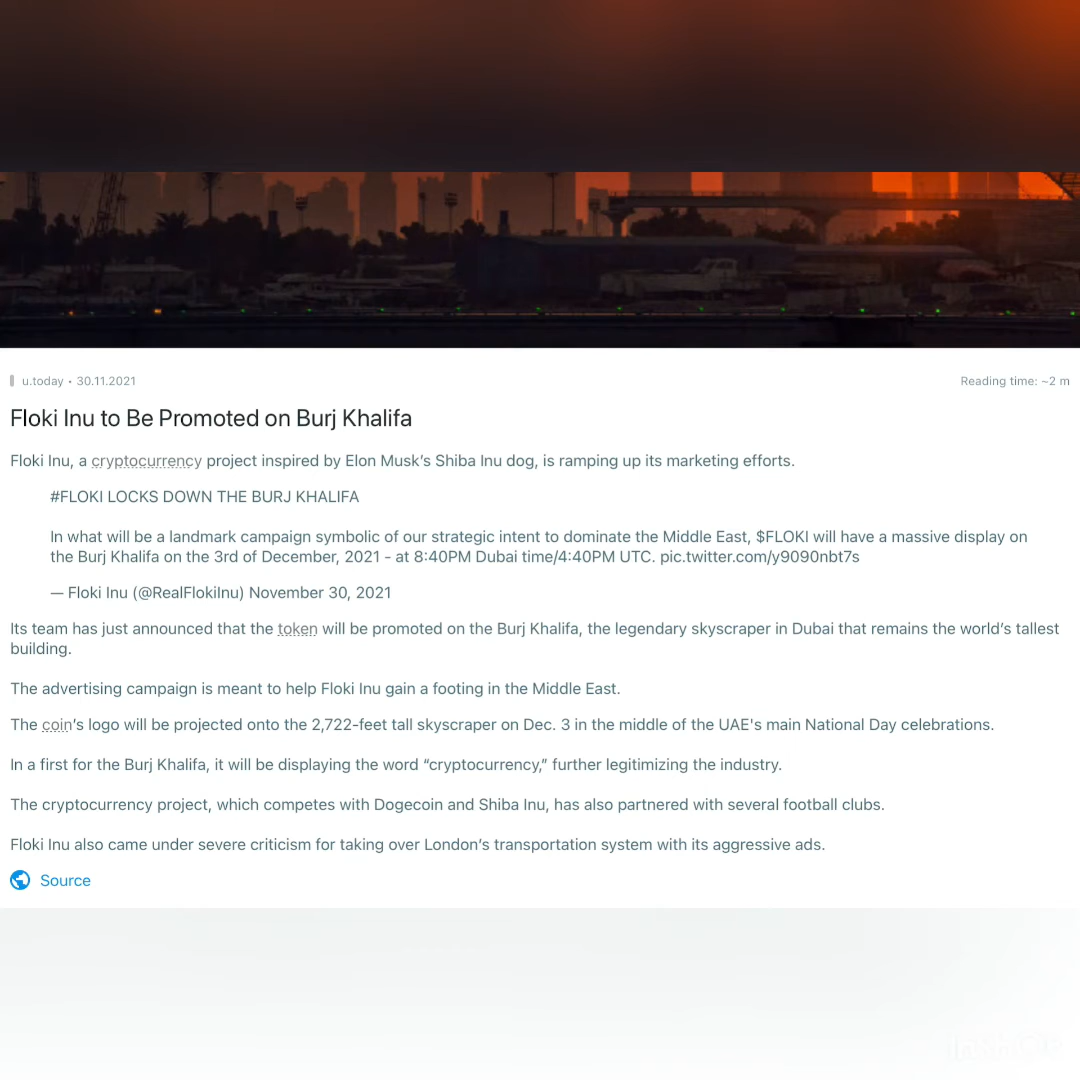 u.today • 30.11.2021
Reading time: ~2 m
Floki Inu to Be Promoted on Burj Khalifa
Floki Inu, a cryptocurrency project inspired by Elon Musk’s Shiba Inu dog, is ramping up its marketing efforts.
#FLOKI LOCKS DOWN THE BURJ KHALIFA
In what will be a landmark campaign symbolic of our strategic intent to dominate the Middle East, $FLOKI will have a massive display on
the Burj Khalifa on the 3rd of December, 2021 - at 8:40PM Dubai time/4:40PM UTC. pic.twitter.com/y9090nbt7s
— Floki Inu (@RealFlokiInu) November 30, 2021
Its team has just announced that the token will be promoted on the Burj Khalifa, the legendary skyscraper in Dubai that remains the world’s tallest
building.
The advertising campaign is meant to help Floki Inu gain a footing in the Middle East.
The coin’s logo will be projected onto the 2,722-feet tall skyscraper on Dec. 3 in the middle of the UAE's main National Day celebrations.
In a first for the Burj Khalifa, it will be displaying the word “cryptocurrency,” further legitimizing the industry.
The cryptocurrency project, which competes with Dogecoin and Shiba Inu, has also partnered with several football clubs.
Floki Inu also came under severe criticism for taking over London’s transportation system with its aggressive ads.
Source